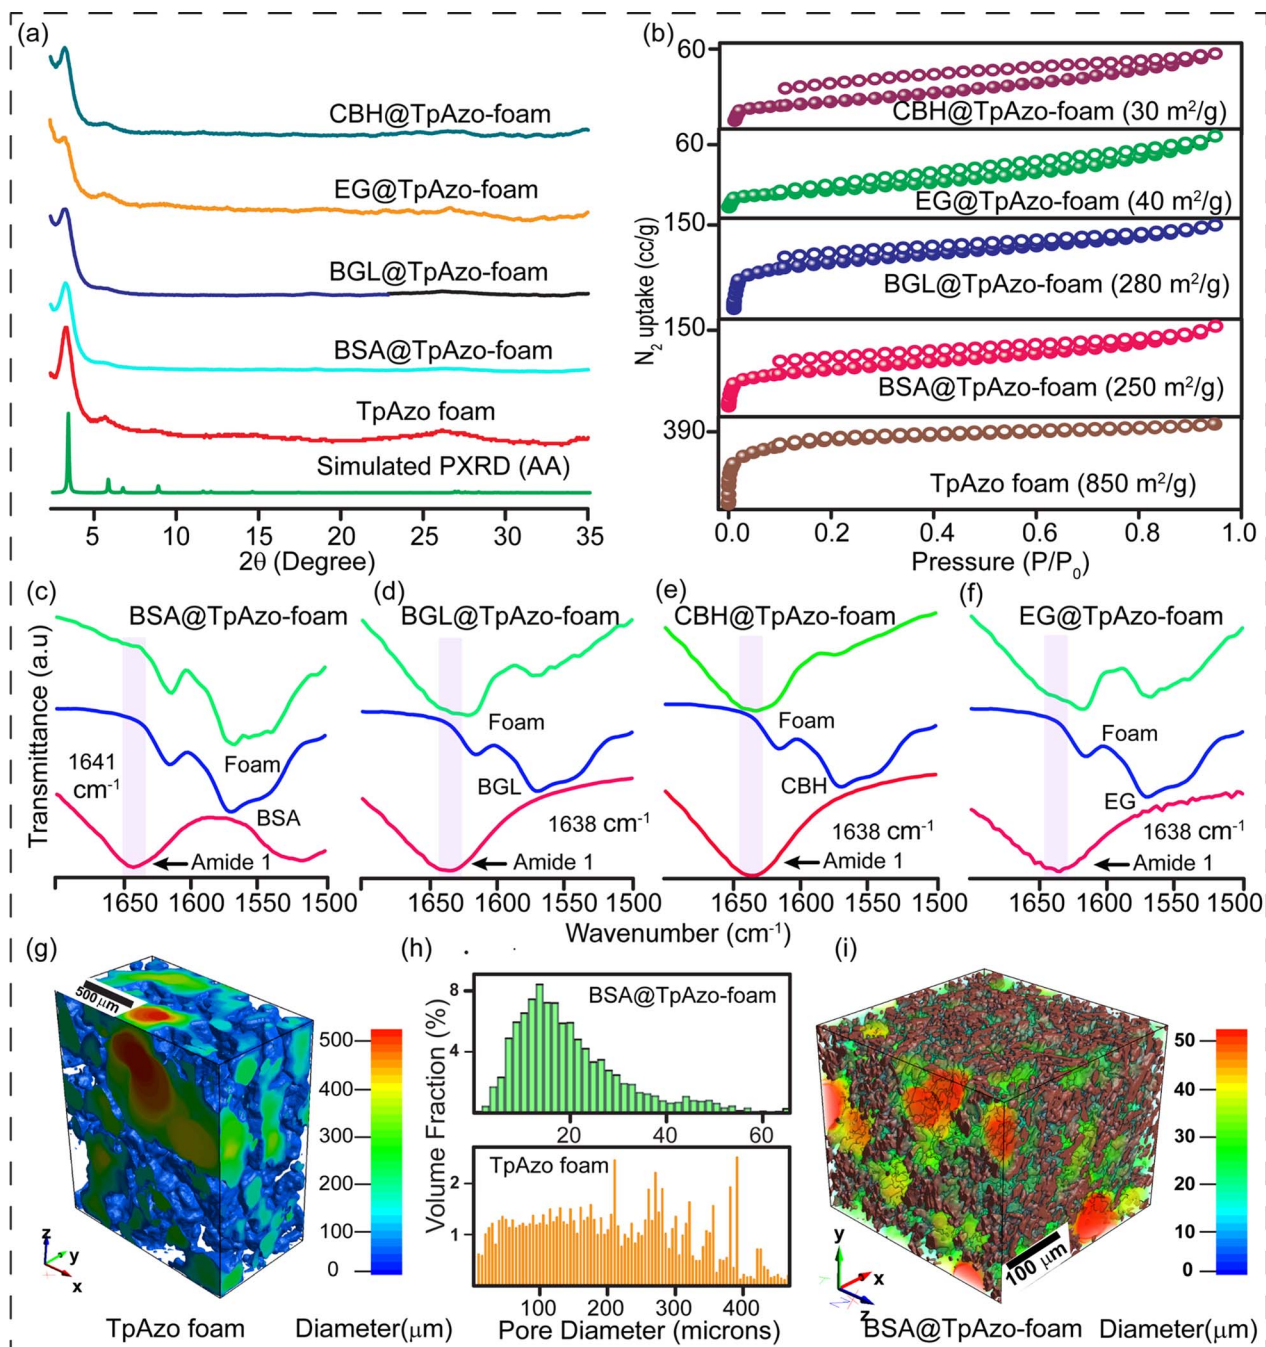 (a)
CBH@TpAzo-foam
EG@TpAzo-foam
BGL@TpAzo-foam
BSA@TpAzo-foam
TpAzo foam
Simulated PXRD (AA)
5 10 15 20 25 30 35
2θ (Degree)
(b)
N₂ uptake (cc/g)
60
CBH@TpAzo-foam (30 m²/g)
60
EG@TpAzo-foam (40 m²/g)
150
BGL@TpAzo-foam (280 m²/g)
150
BSA@TpAzo-foam (250 m²/g)
390
TpAzo foam (850 m²/g)
0.0 0.2 0.4 0.6 0.8 1.0
Pressure (P/P₀)
Transmittance (a.u)
(c)
BSA@TpAzo-foam
Foam
1641
cm⁻¹
BSA
Amide 1
1650 1600 1550 1500
(d)
BGL@TpAzo-foam
Foam
BGL
1638 cm⁻¹
Amide 1
1650 1600 1550 1500
(e)
CBH@TpAzo-foam
Foam
CBH
1638 cm⁻¹
Amide 1
1650 1600 1550 1500
(f)
EG@TpAzo-foam
Foam
EG
1638 cm⁻¹
Amide 1
1650 1600 1550 1500
Wavenumber (cm⁻¹)
(g)
500 μm
500
400
300
200
100
0
z
y
x
TpAzo foam
Diameter(μm)
(h)
Volume Fraction (%)
8
4
BSA@TpAzo-foam
20 40 60
TpAzo foam
2
1
100 200 300 400
Pore Diameter (microns)
(i)
50
40
30
20
10
0
100 μm
y
x
z
BSA@TpAzo-foam
Diameter(μm)